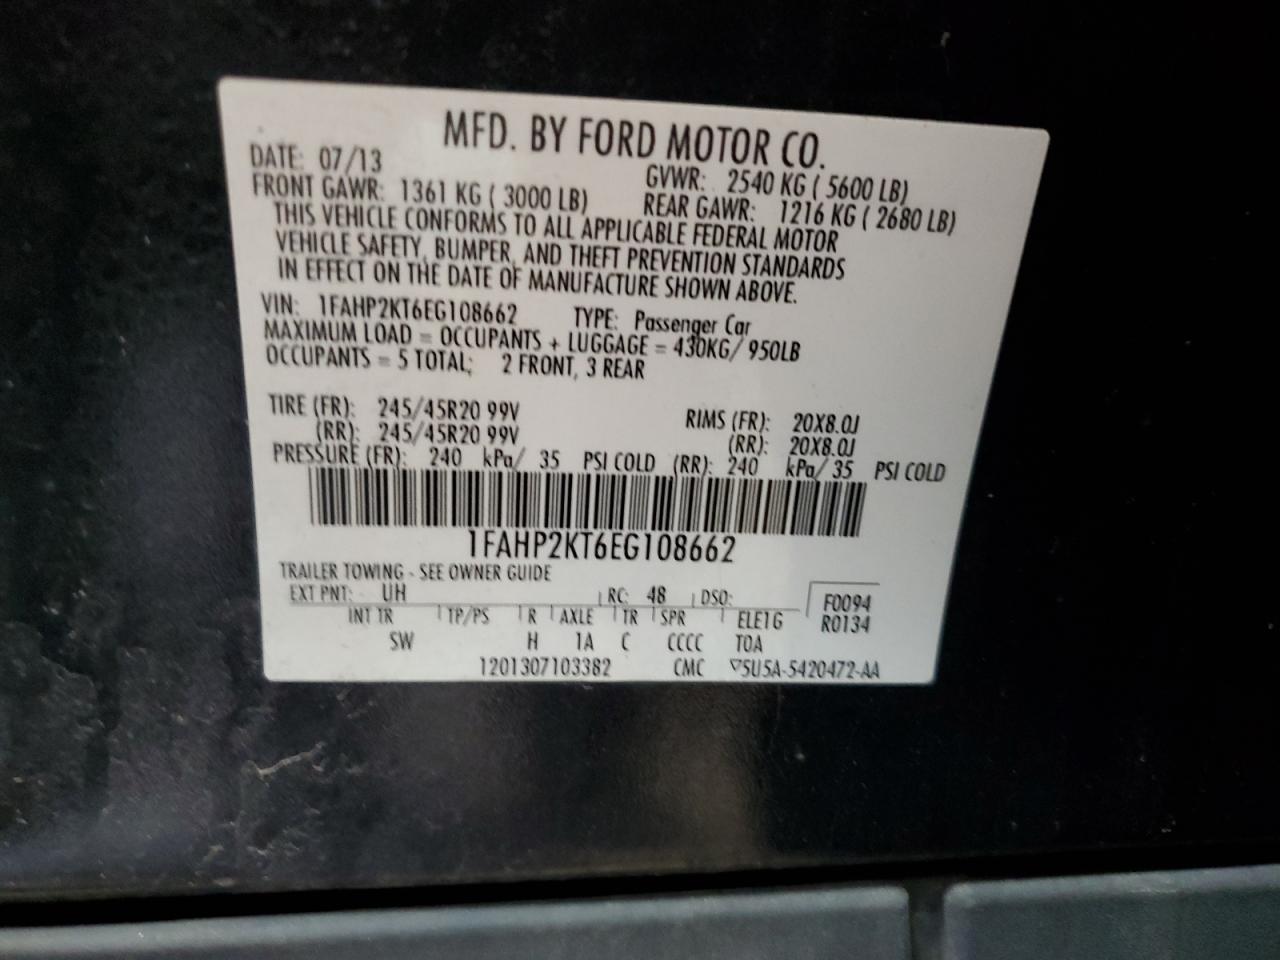 MFD. BY FORD MOTOR CO.
DATE: 07/13 GVWR: 2540 KG ( 5600 LB)
FRONT GAWR: 1361 KG ( 3000 LB) REAR GAWR: 1216 KG ( 2680 LB)
THIS VEHICLE CONFORMS TO ALL APPLICABLE FEDERAL MOTOR
VEHICLE SAFETY, BUMPER, AND THEFT PREVENTION STANDARDS
IN EFFECT ON THE DATE OF MANUFACTURE SHOWN ABOVE.
VIN: 1FAHP2KT6EG108662 TYPE: Passenger Car
MAXIMUM LOAD = OCCUPANTS + LUGGAGE = 430KG/ 950LB
OCCUPANTS = 5 TOTAL; 2 FRONT, 3 REAR
TIRE (FR): 245/45R20 99V RIMS (FR): 20X8.0J
(RR): 245/45R20 99V (RR): 20X8.0J
PRESSURE (FR): 240 kPa/ 35 PSI COLD (RR): 240 kPa/ 35 PSI COLD
1FAHP2KT6EG108662
TRAILER TOWING - SEE OWNER GUIDE
EXT PNT: UH RC: 48 DSO: F0094
INT TR TP/PS R AXLE TR SPR ELE1G R0134
SW H 1A C CCCC TOA
1201307103382 CMC ▽5U5A-5420472-AA